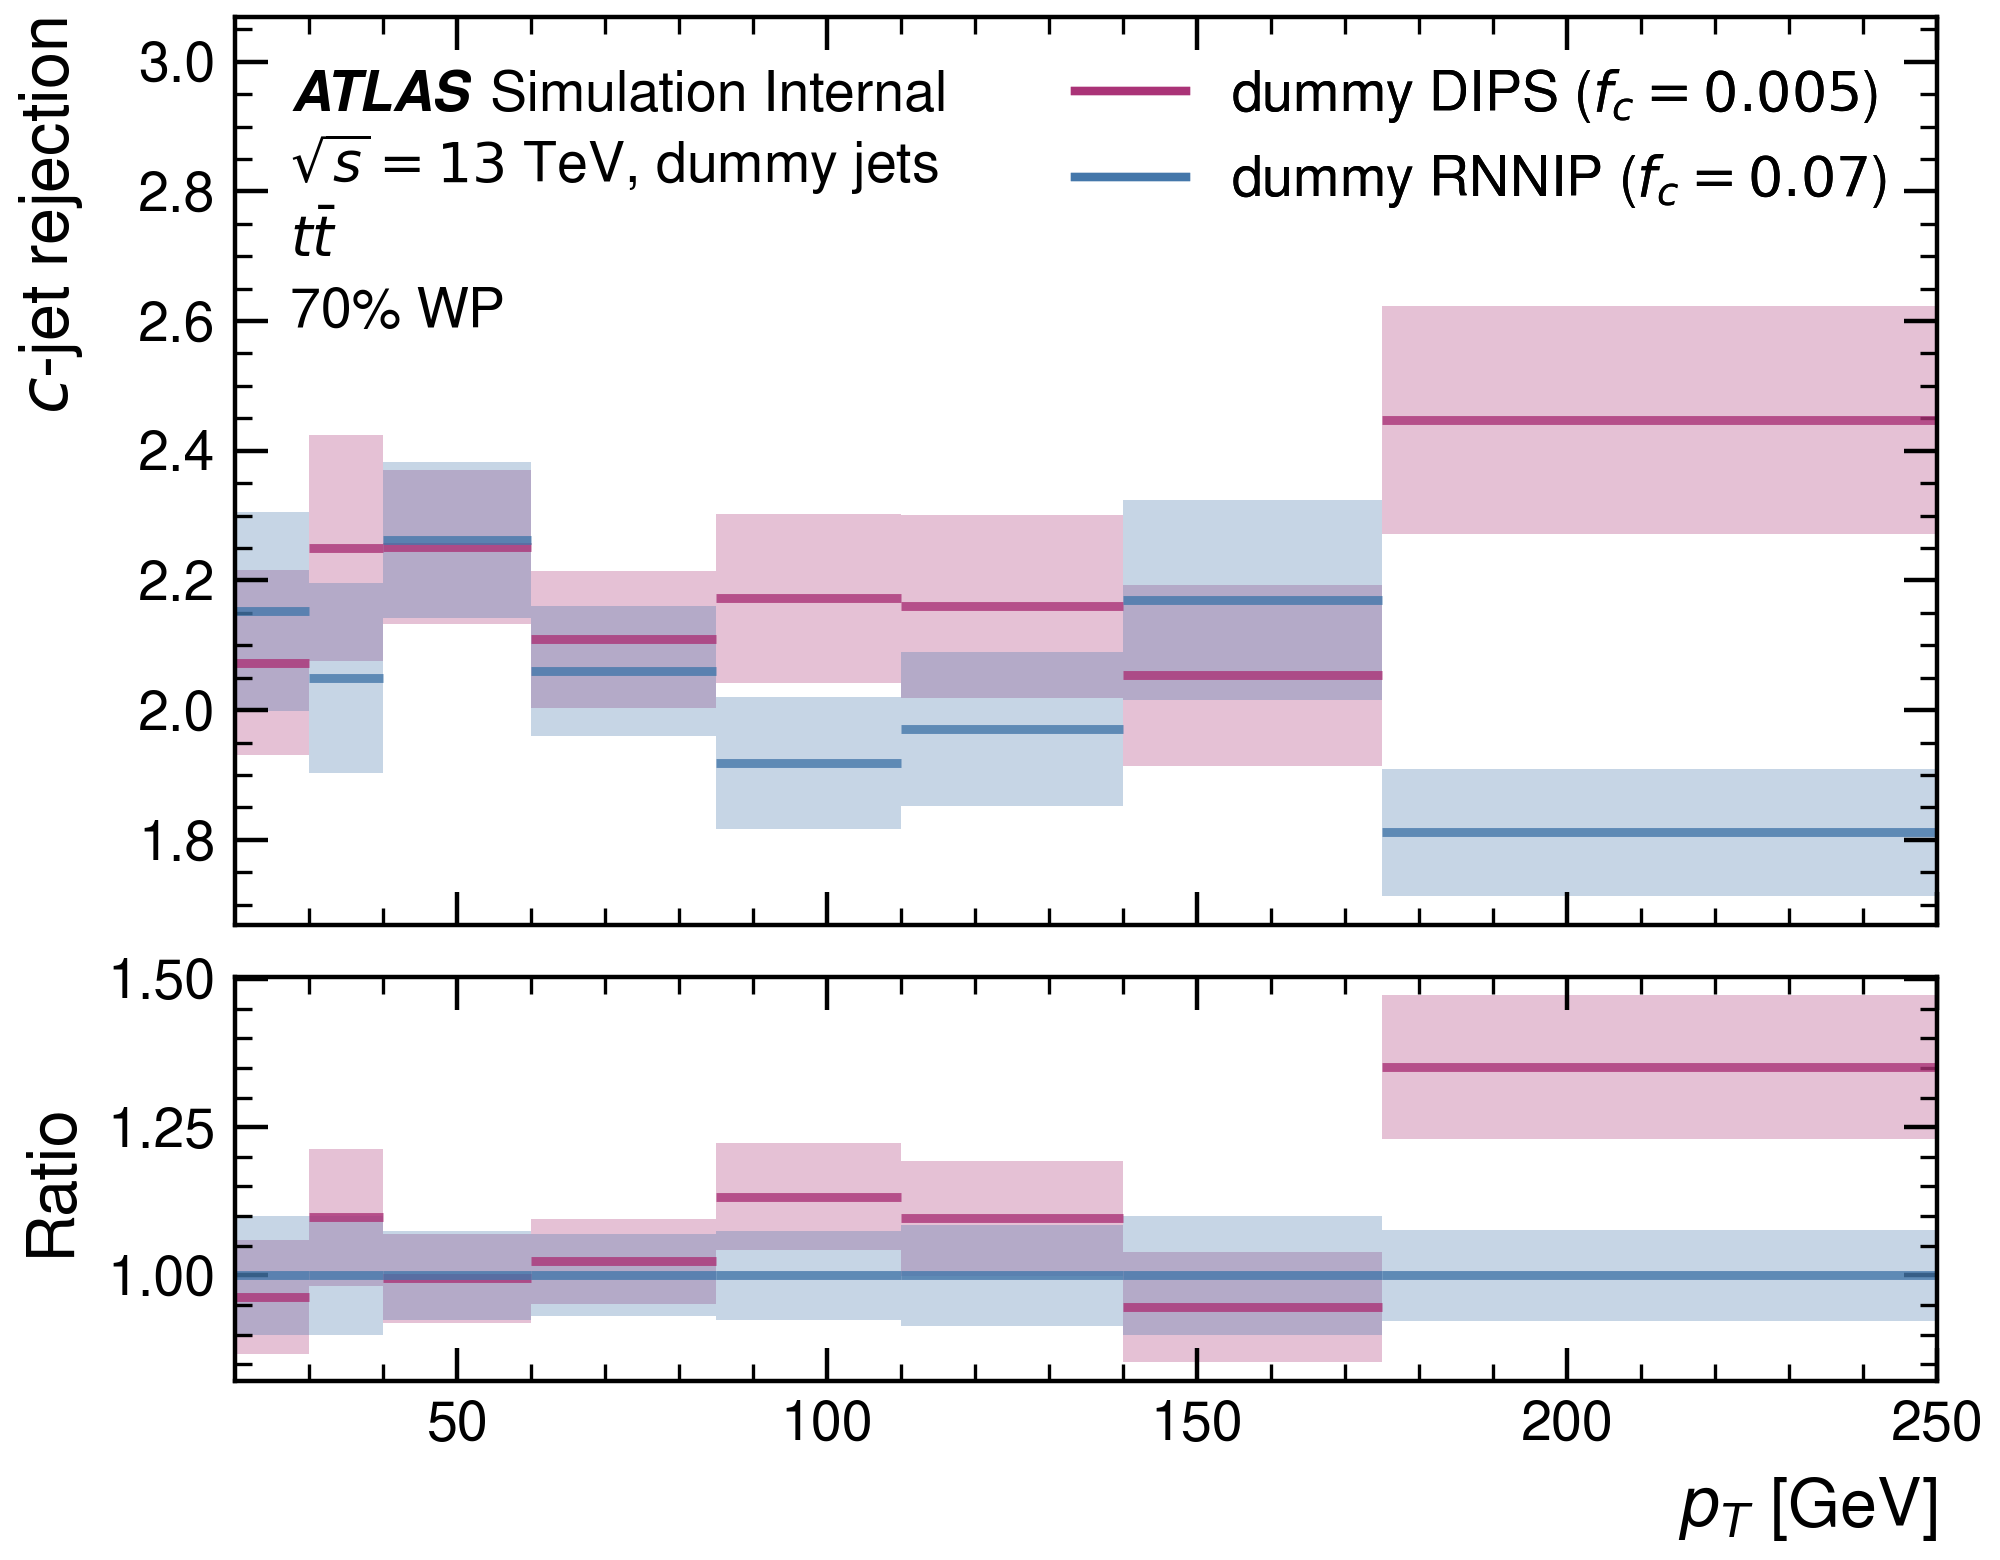 c-jet rejection
3.0
2.8
2.6
2.4
2.2
2.0
1.8
ATLAS Simulation Internal
√s = 13 TeV, dummy jets
tt̄
70% WP
dummy DIPS (f_c = 0.005)
dummy RNNIP (f_c = 0.07)
Ratio
1.50
1.25
1.00
50 100 150 200 250
p_T [GeV]